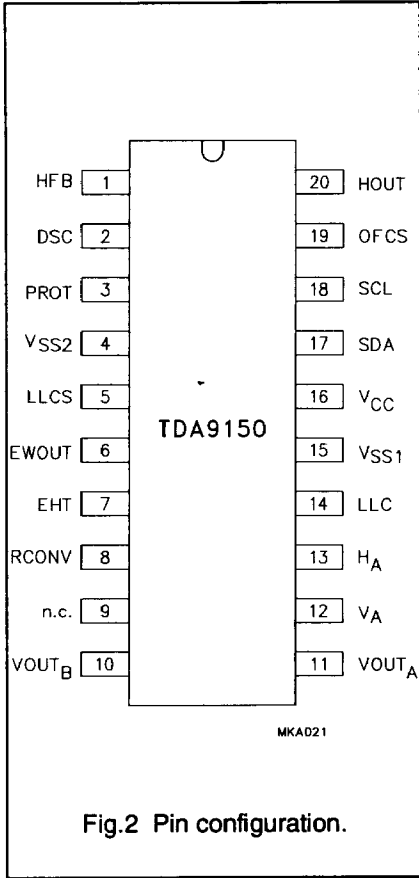 HFB 1 20 HOUT
DSC 2 19 OFCS
PROT 3 18 SCL
VSS2 4 17 SDA
LLCS 5 16 VCC
TDA9150
EWOUT 6 15 VSS1
EHT 7 14 LLC
RCONV 8 13 HA
n.c. 9 12 VA
VOUTB 10 11 VOUTA
MKAD21
Fig.2 Pin configuration.